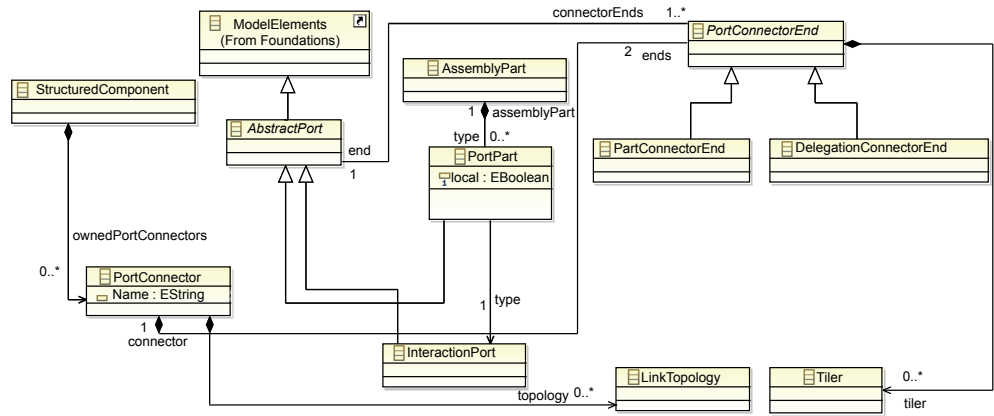 connectorEnds 1..*
ModelElements
(From Foundations)
PortConnectorEnd
2 ends
AssemblyPart
StructuredComponent
1 assemblyPart
AbstractPort
end
1
type 0..*
PortPart
local : EBoolean
PartConnectorEnd
DelegationConnectorEnd
ownedPortConnectors
0..*
PortConnector
Name : EString
1 type
1
connector
InteractionPort
LinkTopology
Tiler
topology 0..*
0..*
tiler